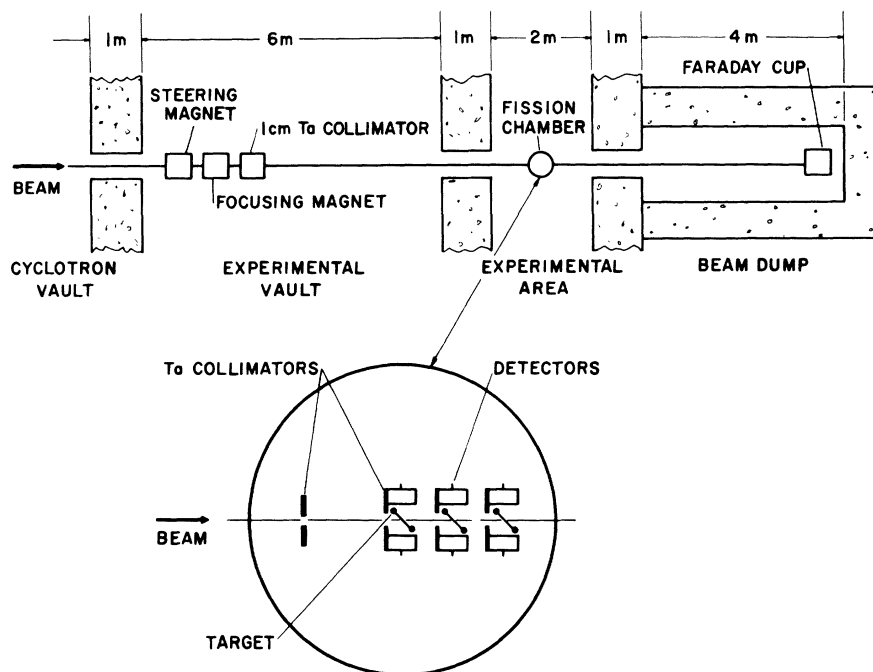 1m
6m
1m
2m
1m
4m
STEERING
MAGNET
1cm Ta COLLIMATOR
FISSION
CHAMBER
FARADAY CUP
BEAM
FOCUSING MAGNET
CYCLOTRON
VAULT
EXPERIMENTAL
VAULT
EXPERIMENTAL
AREA
BEAM DUMP
Ta COLLIMATORS
DETECTORS
BEAM
TARGET